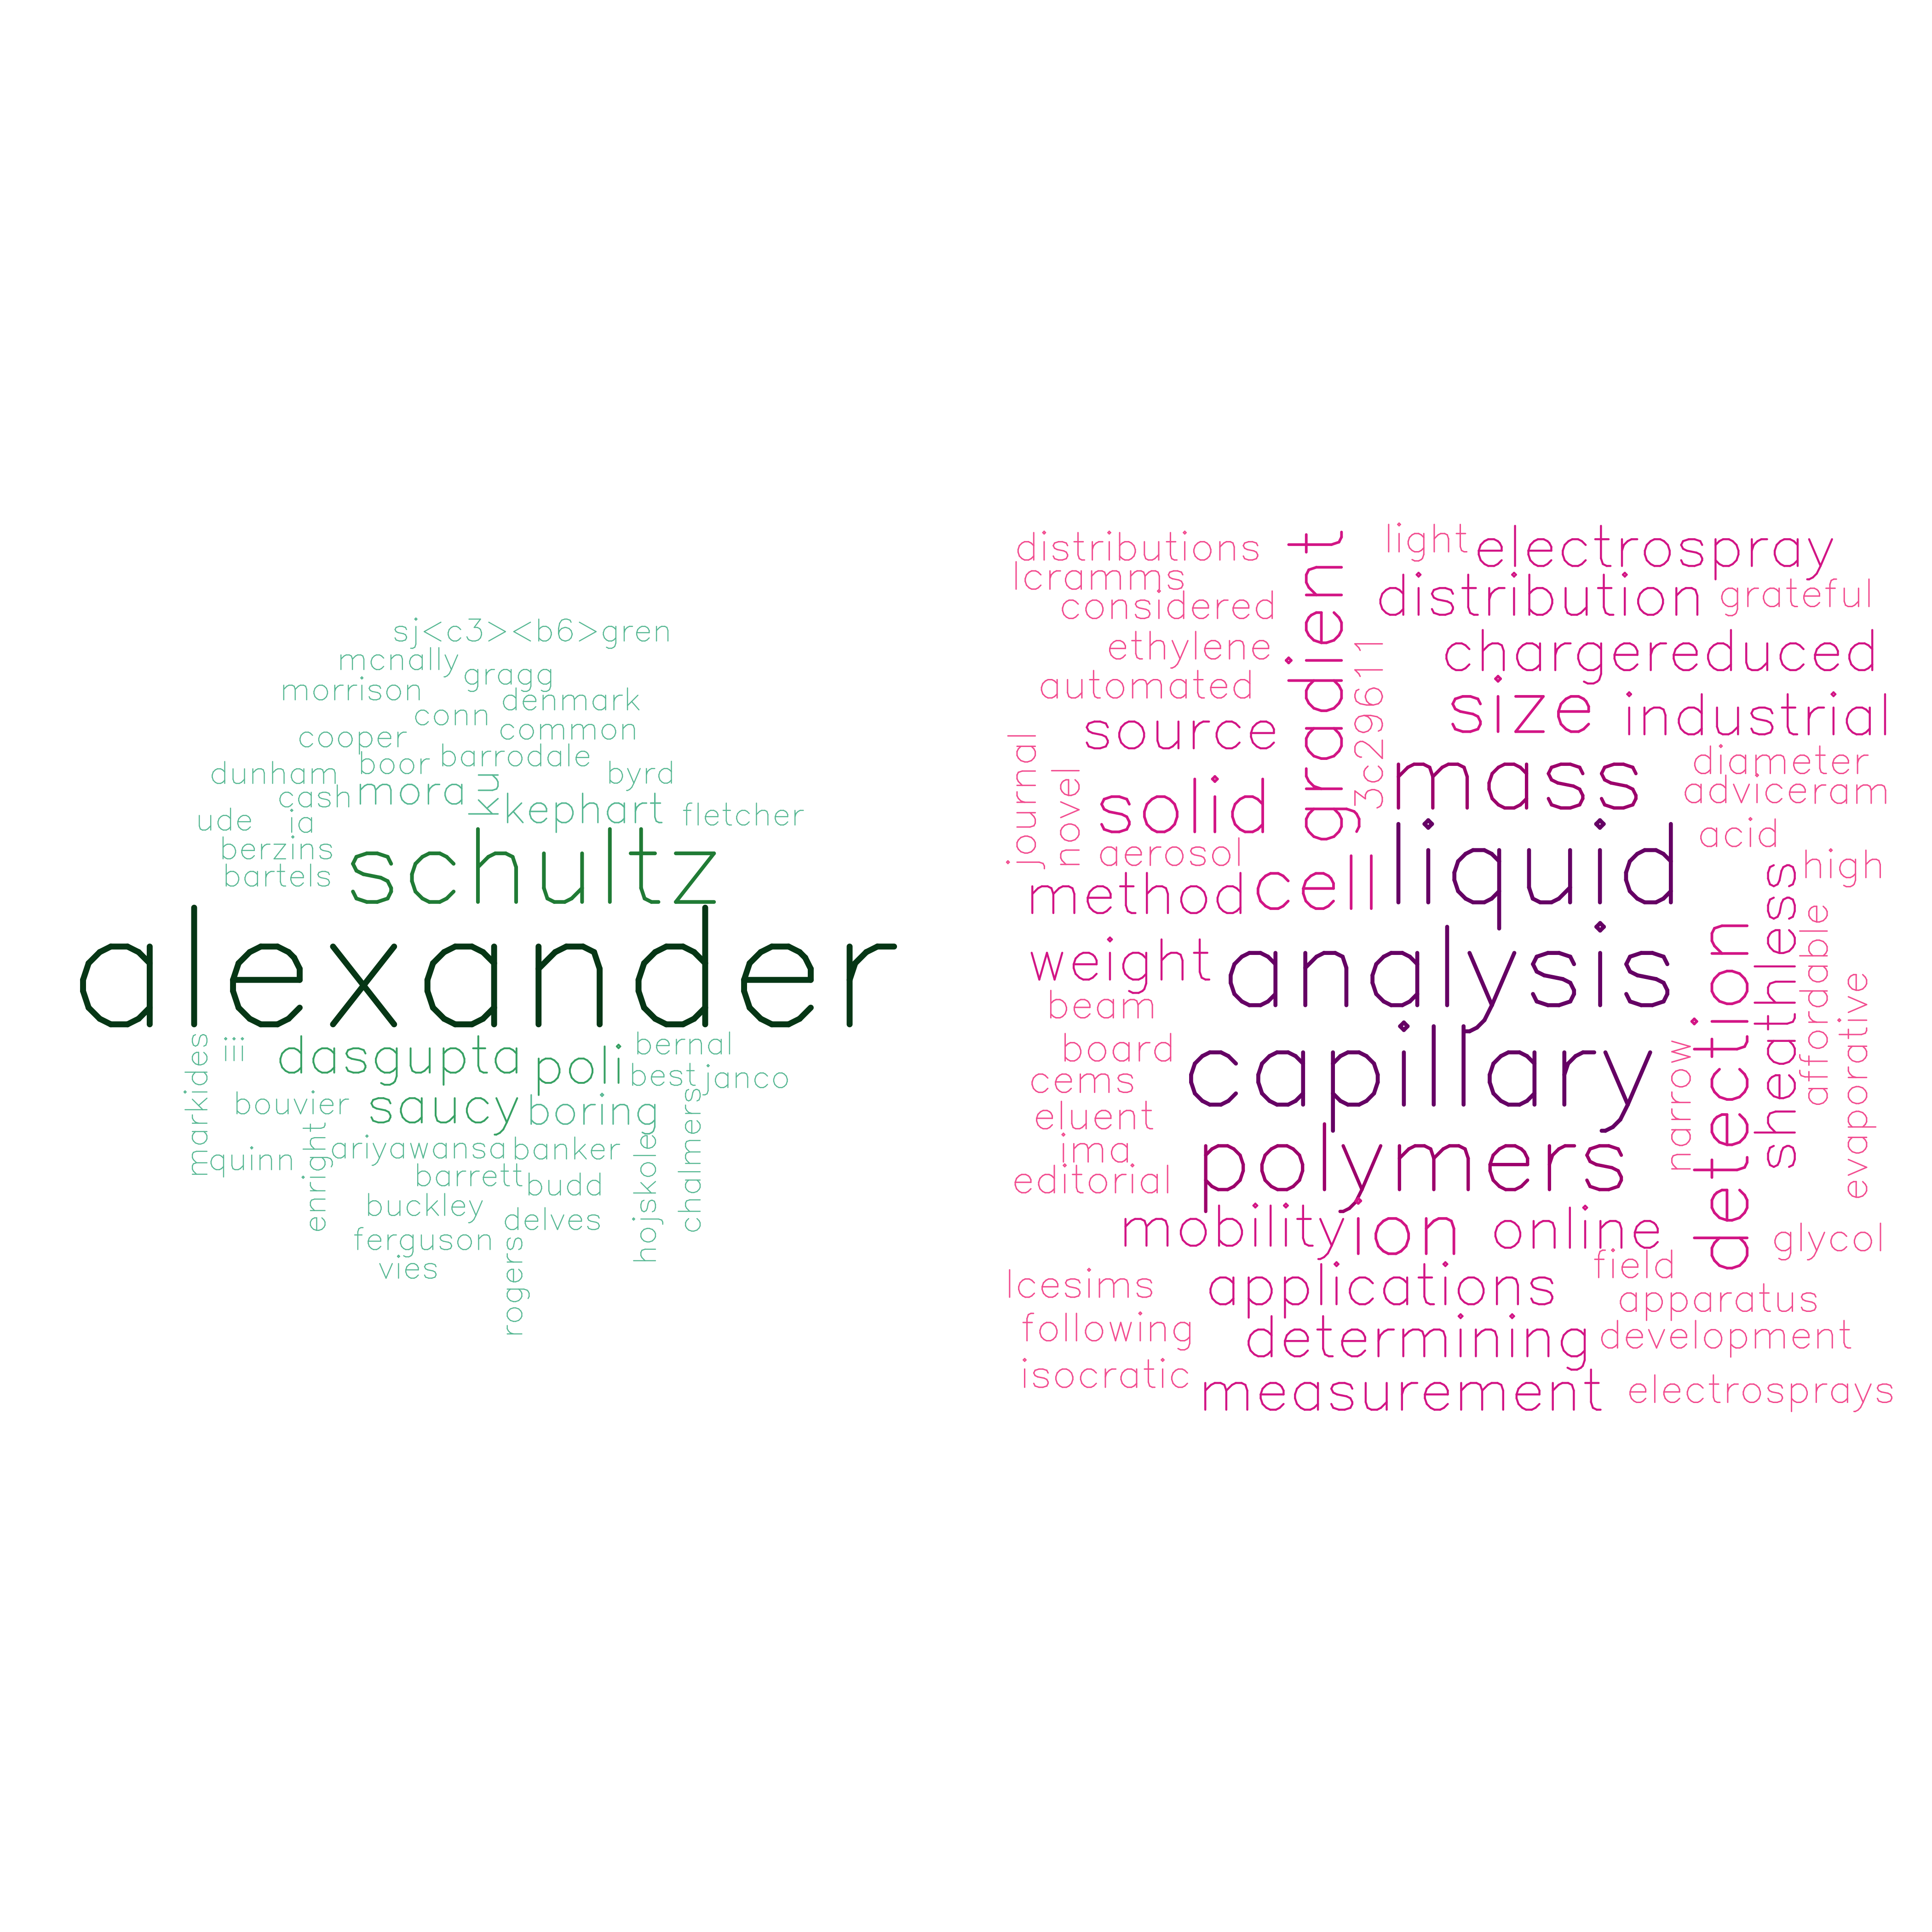 sj<c3><b6>gren
mcnally
gragg
morrison
denmark
conn
common
cooper
boor
barrodale
dunham
byrd
cash
mora
ku
kephart
fletcher
ude
ia
berzins
bartels
schultz
alexander
markides
iii
dasgupta
poli
bernal
best
janco
bouvier
saucy
boring
chalmers
quinn
enright
ariyawansa
banker
hojskole
barrett
budd
buckley
delves
ferguson
vies
rogers
distributions
lcramms
considered
ethylene
automated
source
journal
novel
solid
aerosol
method
cell
gradient
3c29611
light
electrospray
distribution
grateful
chargereduced
size
industrial
mass
diameter
adviceram
acid
high
liquid
weight
analysis
beam
board
cems
capillary
eluent
ima
editorial
polymers
detection
sheathless
narrow
affordable
evaporative
mobility
ion
online
glycol
field
lcesims
applications
apparatus
following
determining
development
isocratic
measurement
electrosprays